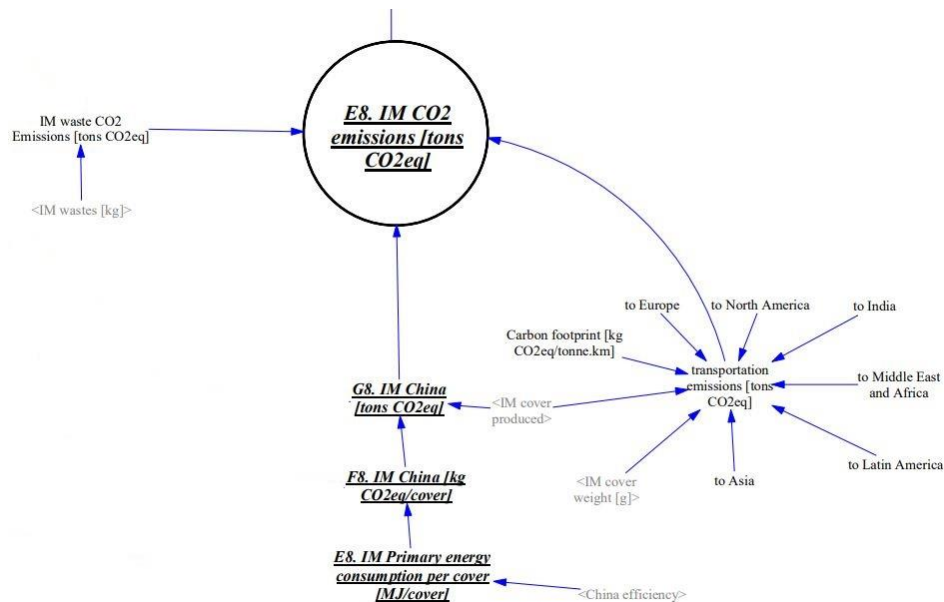 E8. IM CO2
emissions [tons
CO2eq]
IM waste CO2
Emissions [tons CO2eq]
<IM wastes [kg]>
to Europe
to North America
to India
Carbon footprint [kg
CO2eq/tonne.km]
transportation
emissions [tons
CO2eq]
to Middle East
and Africa
G8. IM China
[tons CO2eq]
<IM cover
produced>
to Latin America
<IM cover
weight [g]>
to Asia
F8. IM China [kg
CO2eq/cover]
E8. IM Primary energy
consumption per cover
[MJ/cover]
<China efficiency>